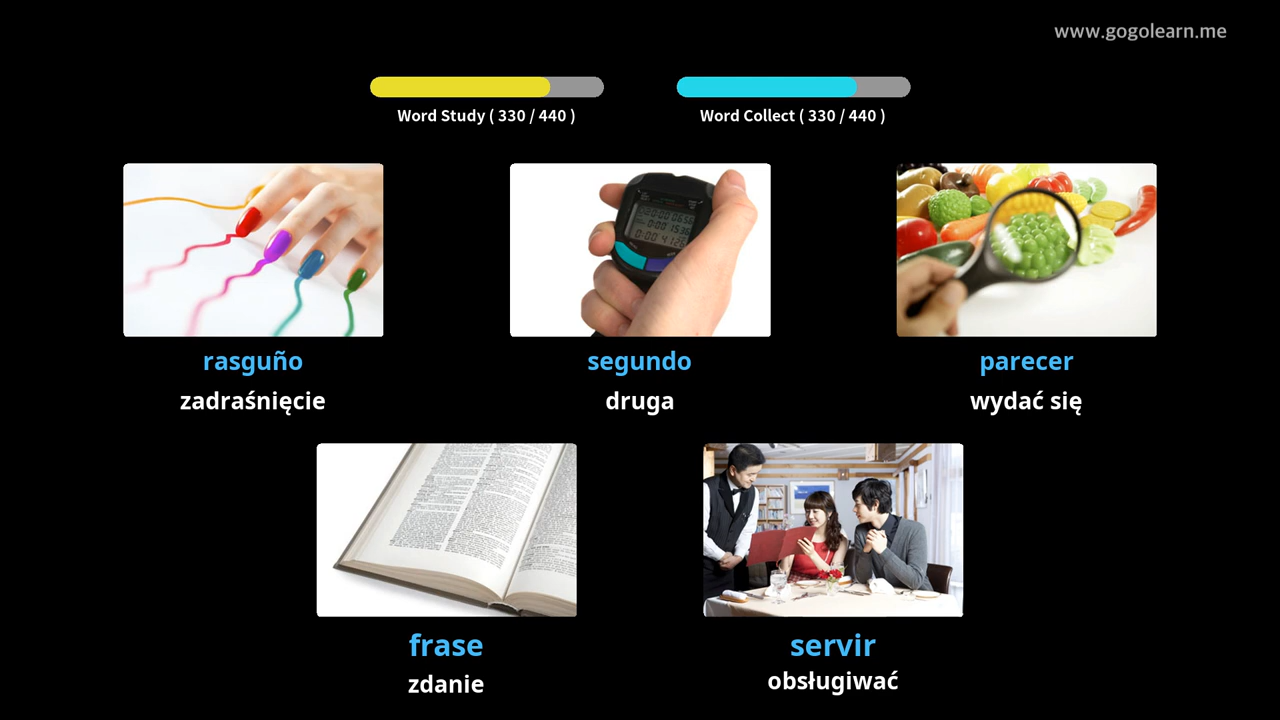 www.gogolearn.me
Word Study ( 330 / 440 )
Word Collect ( 330 / 440 )
rasguño
zadraśnięcie
segundo
druga
parecer
wydać się
frase
zdanie
servir
obsługiwać